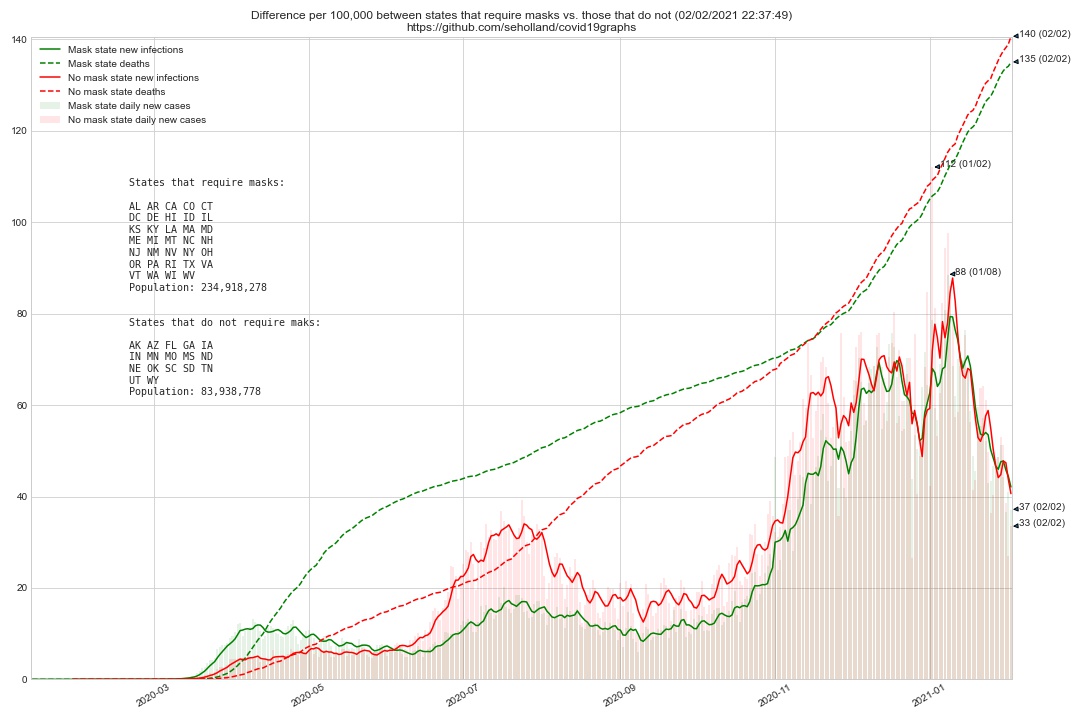 Difference per 100,000 between states that require masks vs. those that do not (02/02/2021 22:37:49)
https://github.com/seholland/covid19graphs
140
120
100
80
60
40
20
0
Mask state new infections
Mask state deaths
No mask state new infections
No mask state deaths
Mask state daily new cases
No mask state daily new cases
States that require masks:
AL AR CA CO CT
DC DE HI ID IL
KS KY LA MA MD
ME MI MT NC NH
NJ NM NV NY OH
OR PA RI TX VA
VT WA WI WV
Population: 234,918,278
States that do not require maks:
AK AZ FL GA IA
IN MN MO MS ND
NE OK SC SD TN
UT WY
Population: 83,938,778
140 (02/02)
135 (02/02)
112 (01/02)
88 (01/08)
37 (02/02)
33 (02/02)
2020-03
2020-05
2020-07
2020-09
2020-11
2021-01